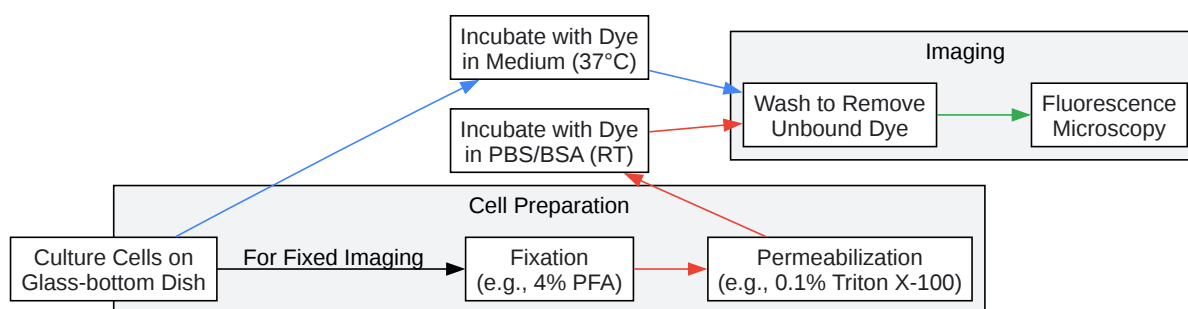 Incubate with Dye
in Medium (37°C)
Imaging
Wash to Remove
Unbound Dye
Fluorescence
Microscopy
Incubate with Dye
in PBS/BSA (RT)
Cell Preparation
Culture Cells on
Glass-bottom Dish
For Fixed Imaging
Fixation
(e.g., 4% PFA)
Permeabilization
(e.g., 0.1% Triton X-100)